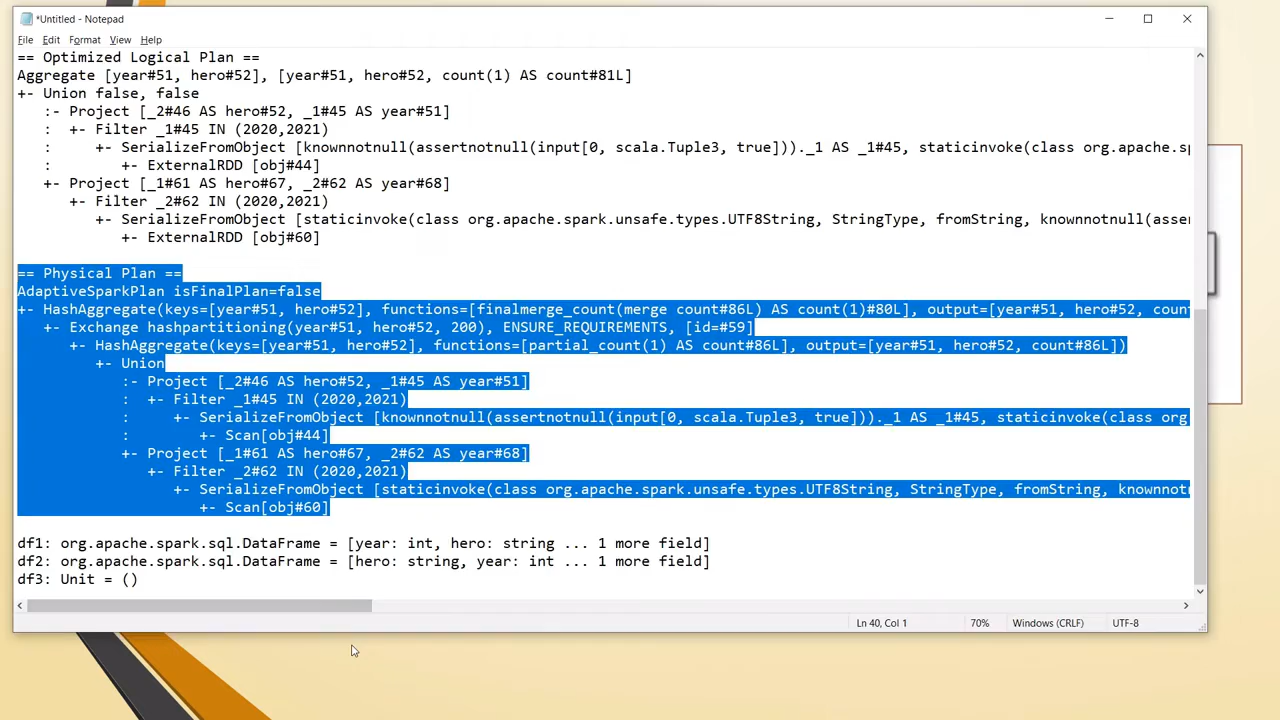 *Untitled - Notepad
File Edit Format View Help
== Optimized Logical Plan ==
Aggregate [year#51, hero#52], [year#51, hero#52, count(1) AS count#81L]
+- Union false, false
   :- Project [_2#46 AS hero#52, _1#45 AS year#51]
   :  +- Filter _1#45 IN (2020,2021)
   :     +- SerializeFromObject [knownnotnull(assertnotnull(input[0, scala.Tuple3, true]))._1 AS _1#45, staticinvoke(class org.apache.sp
   :        +- ExternalRDD [obj#44]
   +- Project [_1#61 AS hero#67, _2#62 AS year#68]
      +- Filter _2#62 IN (2020,2021)
         +- SerializeFromObject [staticinvoke(class org.apache.spark.unsafe.types.UTF8String, StringType, fromString, knownnotnull(asser
            +- ExternalRDD [obj#60]
== Physical Plan ==
AdaptiveSparkPlan isFinalPlan=false
+- HashAggregate(keys=[year#51, hero#52], functions=[finalmerge_count(merge count#86L) AS count(1)#80L], output=[year#51, hero#52, count
   +- Exchange hashpartitioning(year#51, hero#52, 200), ENSURE_REQUIREMENTS, [id=#59]
      +- HashAggregate(keys=[year#51, hero#52], functions=[partial_count(1) AS count#86L], output=[year#51, hero#52, count#86L])
         +- Union
            :- Project [_2#46 AS hero#52, _1#45 AS year#51]
            :  +- Filter _1#45 IN (2020,2021)
            :     +- SerializeFromObject [knownnotnull(assertnotnull(input[0, scala.Tuple3, true]))._1 AS _1#45, staticinvoke(class org
            :        +- Scan[obj#44]
            +- Project [_1#61 AS hero#67, _2#62 AS year#68]
               +- Filter _2#62 IN (2020,2021)
                  +- SerializeFromObject [staticinvoke(class org.apache.spark.unsafe.types.UTF8String, StringType, fromString, knownnotn
                     +- Scan[obj#60]
df1: org.apache.spark.sql.DataFrame = [year: int, hero: string ... 1 more field]
df2: org.apache.spark.sql.DataFrame = [hero: string, year: int ... 1 more field]
df3: Unit = ()
Ln 40, Col 1 70% Windows (CRLF) UTF-8